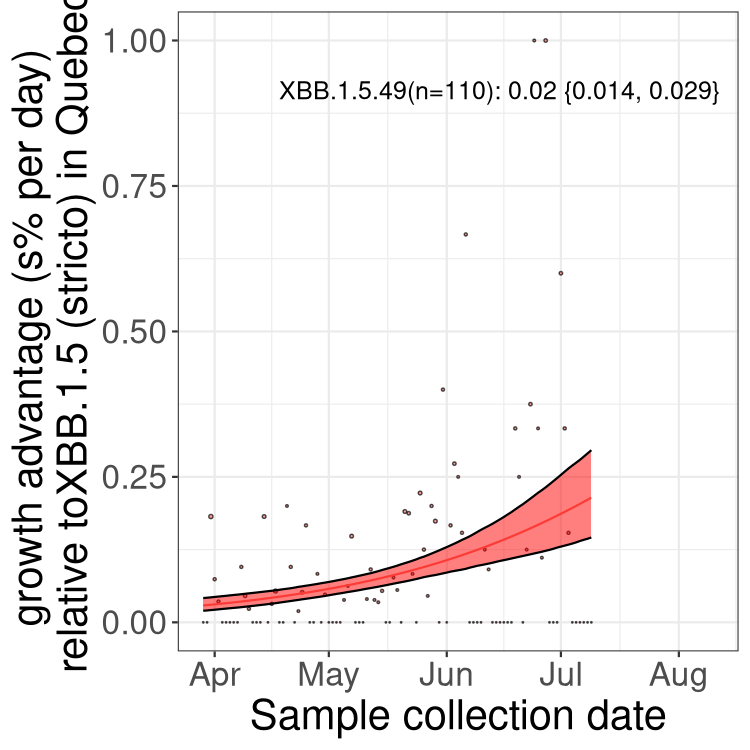 growth advantage (s% per day)
relative toXBB.1.5 (stricto) in Quebec
1.00
0.75
0.50
0.25
0.00
XBB.1.5.49(n=110): 0.02 {0.014, 0.029}
Apr
May
Jun
Jul
Aug
Sample collection date